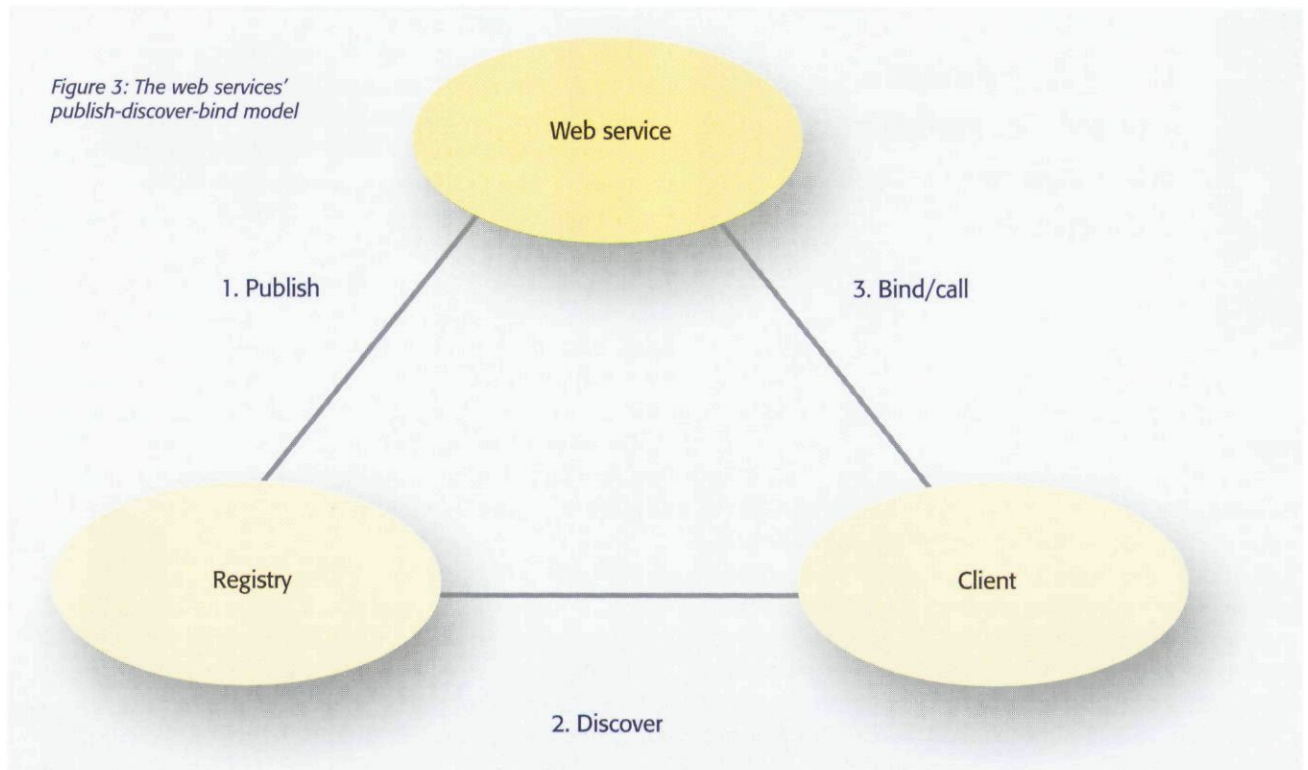 Figure 3: The web services'
publish-discover-bind model
Web service
1. Publish
3. Bind/call
Registry
Client
2. Discover